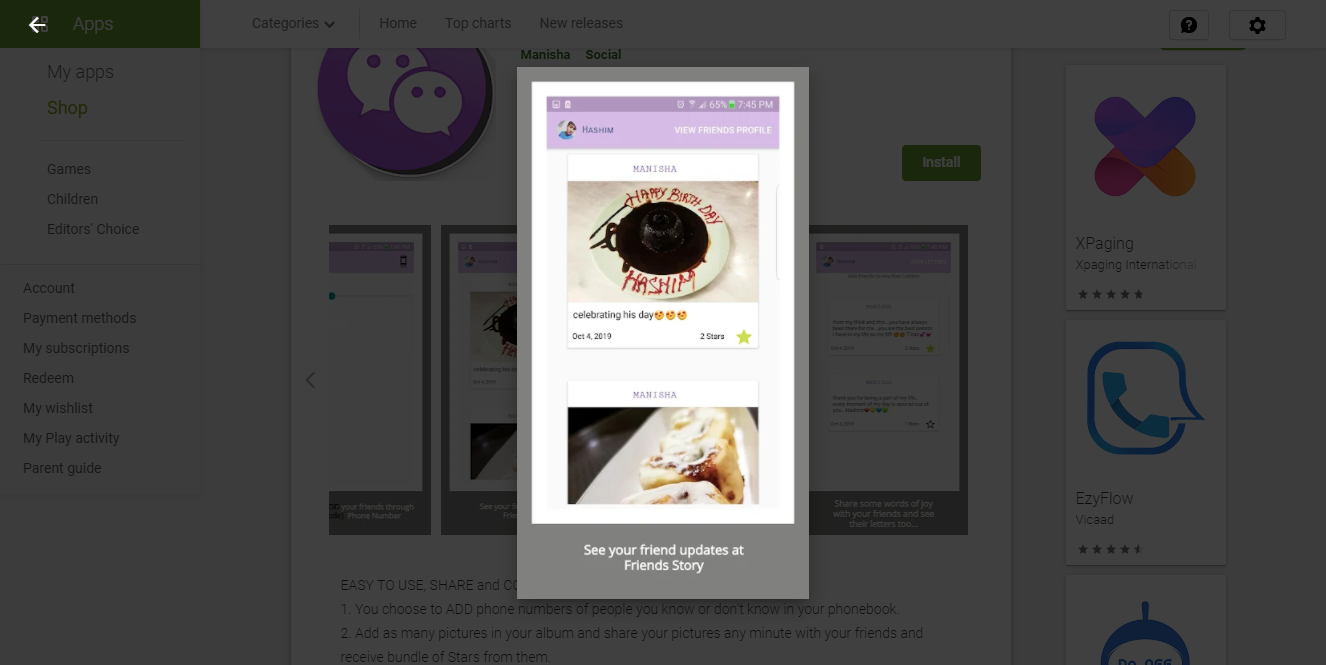 Apps
Categories
Home
Top charts
New releases
My apps
Shop
Games
Children
Editors' Choice
Account
Payment methods
My subscriptions
Redeem
My wishlist
My Play activity
Parent guide
Manisha Social
Install
65% 7:45 PM
HASHIM
VIEW FRIENDS PROFILE
MANISHA
HAPPY BIRTH DAY
HASHIM
celebrating his day
Oct 4, 2019
2 Stars
MANISHA
See your friend updates at
Friends Story
your friends through
Phone Number
See your
Share some words of joy
with your friends and see
their letters too...
EASY TO USE, SHARE and
1. You choose to ADD phone numbers of people you know or don't know in your phonebook.
2. Add as many pictures in your album and share your pictures any minute with your friends and
receive bundle of Stars from them.
XPaging
Xpaging International
EzyFlow
Vicaad